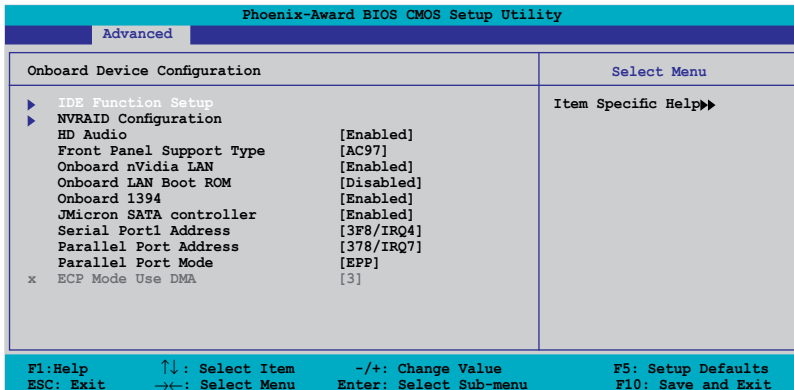 Phoenix-Award BIOS CMOS Setup Utility
Advanced
Onboard Device Configuration
Select Menu
IDE Function Setup
Item Specific Help
NVRAID Configuration
HD Audio [Enabled]
Front Panel Support Type [AC97]
Onboard nVidia LAN [Enabled]
Onboard LAN Boot ROM [Disabled]
Onboard 1394 [Enabled]
JMicron SATA controller [Enabled]
Serial Port1 Address [3F8/IRQ4]
Parallel Port Address [378/IRQ7]
Parallel Port Mode [EPP]
x ECP Mode Use DMA [3]
F1:Help ↑↓: Select Item -/+: Change Value F5: Setup Defaults
ESC: Exit →←: Select Menu Enter: Select Sub-menu F10: Save and Exit